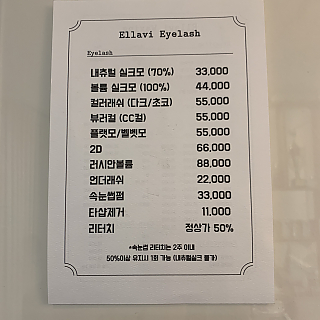 Ellavi Eyelash
Eyelash
내츄럴 실크모 (70%) 33,000
볼륨 실크모 (100%) 44,000
컬러래쉬 (다크/초코) 55,000
뷰러컬 (CC컬) 55,000
플랫모/벨벳모 55,000
2D 66,000
러시안볼륨 88,000
언더래쉬 22,000
속눈썹펌 33,000
타샵제거 11,000
리터치 정상가 50%
*속눈썹 리터치는 2주 이내
50%이상 유지시 1회 가능 (내츄럴실크 불가)